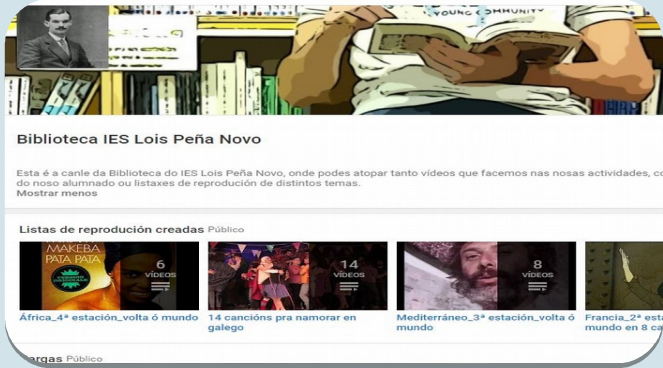 YOUNG COMMUNITY
Biblioteca IES Lois Peña Novo
Esta é a canle da Biblioteca do IES Lois Peña Novo, onde podes atopar tanto vídeos que facemos nas nosas actividades, co
do noso alumnado ou listaxes de reprodución de distintos temas.
Mostrar menos
Listas de reprodución creadas Público
MAKEBA
PATA PATA
6
VÍDEOS
14
VÍDEOS
8
VÍDEOS
África_4ª estación_volta ó mundo
14 cancións pra namorar en
galego
Mediterráneo_3ª estación_volta ó
mundo
Francia_2ª esta
mundo en 8 ca
argas Público